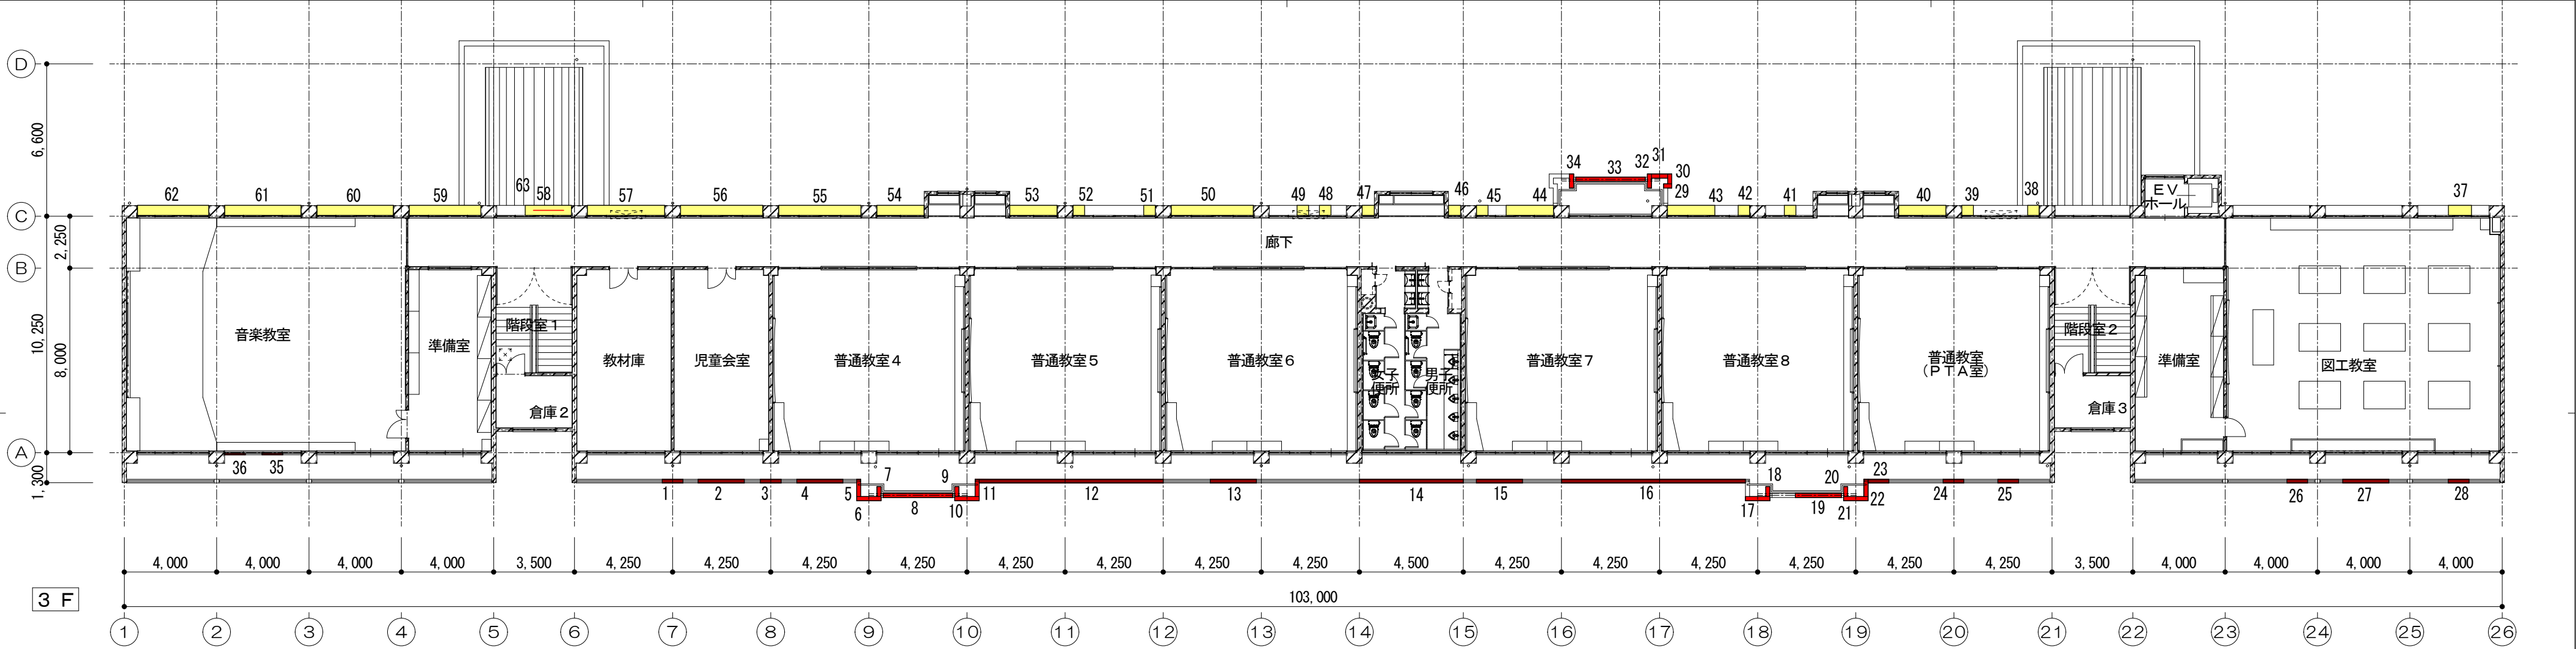 D
6,600
34 33 32 31 30
62 61 60 59 63 58 57 56 55 54 53 52 51 50 49 48 47 46 45 44 29 43 42 41 40 39 38 37
C
EV
ホール
2,250
廊下
B
10,250
8,000
音楽教室
準備室
階段室1
倉庫2
教材庫
児童会室
普通教室4
普通教室5
普通教室6
女子
便所
男子
便所
普通教室7
普通教室8
普通教室
(PTA室)
階段室2
倉庫3
準備室
図工教室
A
1,300
36 35
1 2 3 4 5 6 7 8 9 10 11 12 13 14 15 16 17 18 19 20 21 22 23 24 25 26 27 28
4,000 4,000 4,000 4,000 3,500 4,250 4,250 4,250 4,250 4,250 4,250 4,250 4,250 4,500 4,250 4,250 4,250 4,250 4,250 4,250 3,500 4,000 4,000 4,000 4,000
3 F
103,000
1 2 3 4 5 6 7 8 9 10 11 12 13 14 15 16 17 18 19 20 21 22 23 24 25 26